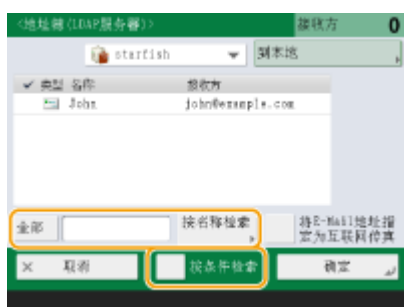 <地址簿(LDAP服务器)> 接收方 0
starfish 到本地
类型 名称 接收方
John john@example.com
全部 按名称检索 将E-Mail地址指
定为互联网传真
取消 按条件检索 确定